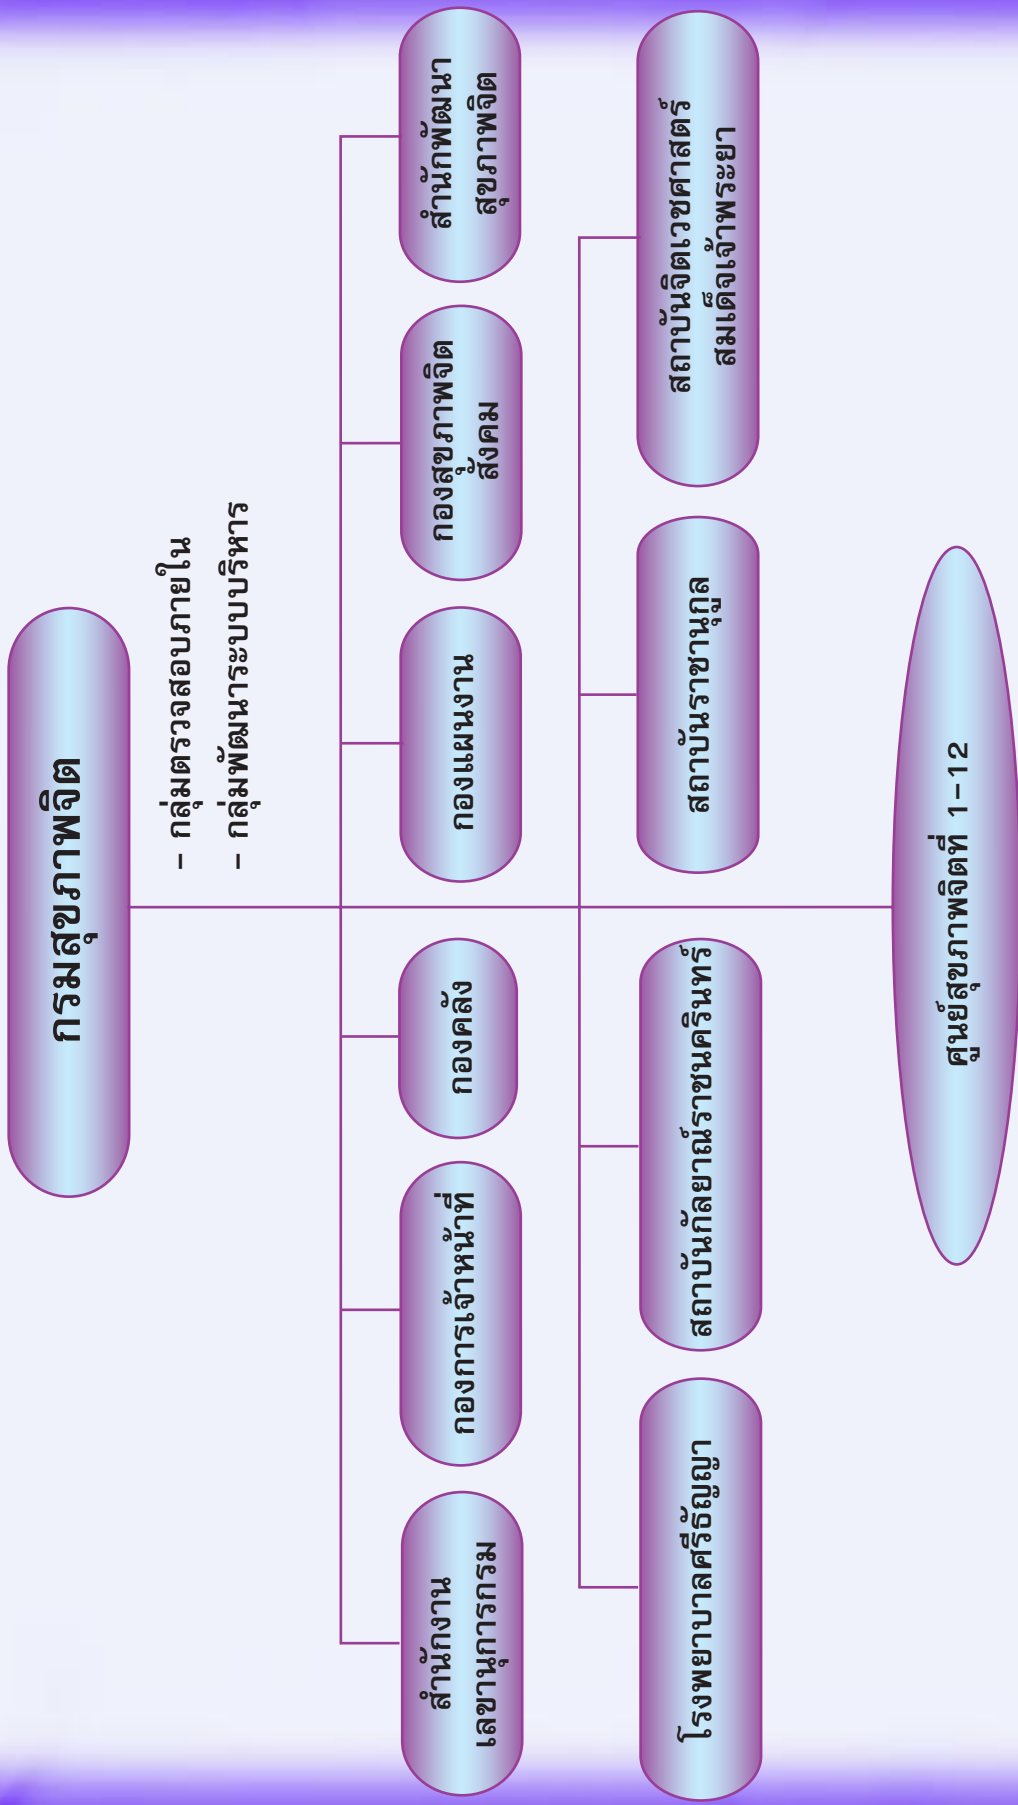 กรมสุขภาพจิต
– กลุ่มตรวจสอบภายใน
– กลุ่มพัฒนาระบบบริหาร
สำนักงาน
เลขานุการกรม
กองการเจ้าหน้าที่
กองคลัง
กองแผนงาน
กองสุขภาพจิต
สังคม
สำนักพัฒนา
สุขภาพจิต
โรงพยาบาลศรีธัญญา
สถาบันกัลยาณ์ราชนครินทร์
สถาบันราชานุกูล
สถาบันจิตเวชศาสตร์
สมเด็จเจ้าพระยา
ศูนย์สุขภาพจิตที่ 1-12